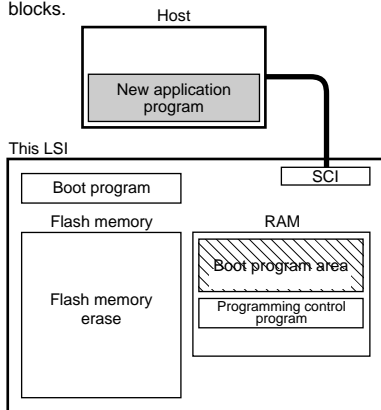 blocks.
Host
New application
program
This LSI
SCI
Boot program
Flash memory
RAM
Boot program area
Flash memory
erase
Programming control
program